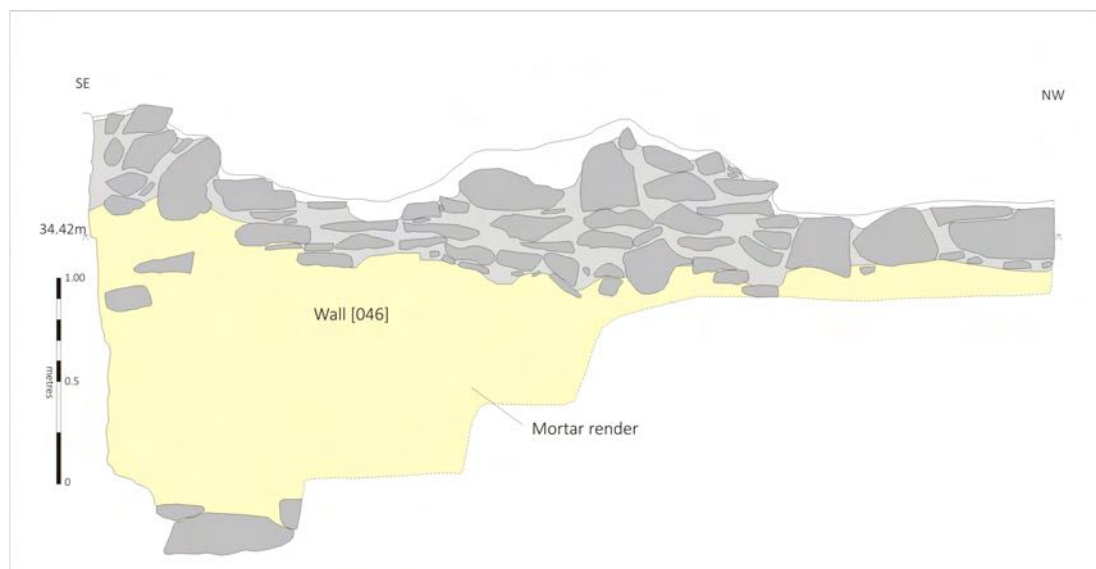 SE
NW
34.42m
1.00
Wall [046]
0.5
metres
Mortar render
0